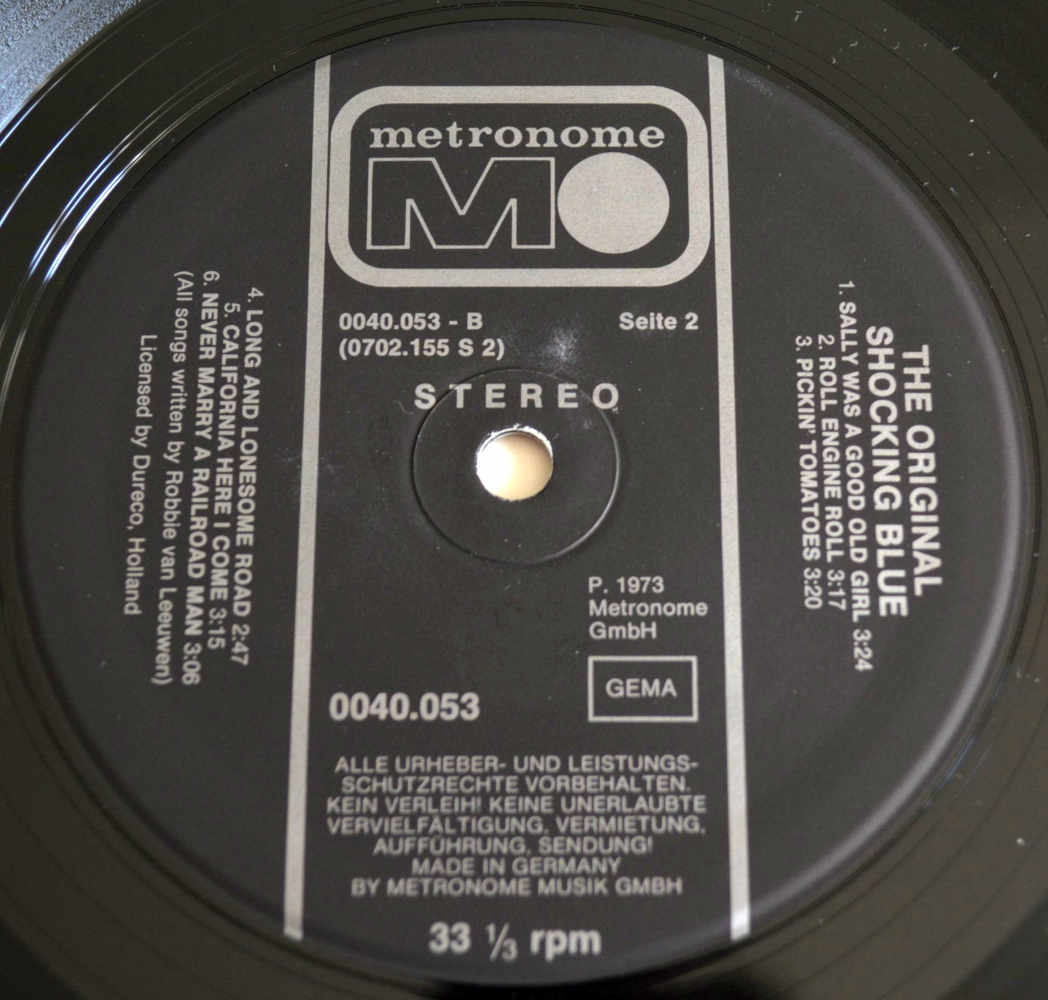 metronome
MO
0040.053 - B
Seite 2
(0702.155 S 2)
STEREO
THE ORIGINAL
SHOCKING BLUE
1. SALLY WAS A GOOD OLD GIRL 3:24
2. ROLL ENGINE ROLL 3:17
3. PICKIN' TOMATOES 3:20
4. LONG AND LONESOME ROAD 2:47
5. CALIFORNIA HERE I COME 3:15
6. NEVER MARRY A RAILROAD MAN 3:06
(All songs written by Robbie van Leeuwen)
Licensed by Dureco, Holland
P. 1973
Metronome
GmbH
GEMA
0040.053
ALLE URHEBER- UND LEISTUNGS-
SCHUTZRECHTE VORBEHALTEN.
KEIN VERLEIH! KEINE UNERLAUBTE
VERVIELFÄLTIGUNG, VERMIETUNG,
AUFFÜHRUNG, SENDUNG!
MADE IN GERMANY
BY METRONOME MUSIK GMBH
33 ⅓ rpm